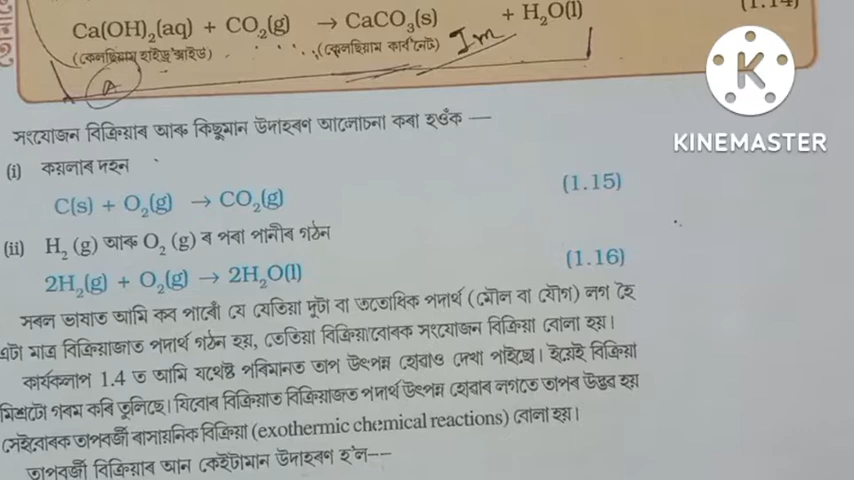 (1.14)
Ca(OH)₂(aq) + CO₂(g) → CaCO₃(s) + H₂O(l)
(কেলছিয়াম হাইড্ৰ'ক্সাইড) (কেলছিয়াম কাৰ্বনেট) Im
A
সংযোজন বিক্ৰিয়াৰ আৰু কিছুমান উদাহৰণ আলোচনা কৰা হওঁক —
(i) কয়লাৰ দহন
C(s) + O₂(g) → CO₂(g) (1.15)
(ii) H₂ (g) আৰু O₂ (g) ৰ পৰা পানীৰ গঠন
2H₂(g) + O₂(g) → 2H₂O(l) (1.16)
সৰল ভাষাত আমি কব পাৰোঁ যে যেতিয়া দুটা বা ততোধিক পদাৰ্থ (মৌল বা যৌগ) লগ হৈ
এটা মাত্ৰ বিক্ৰিয়াজাত পদাৰ্থ গঠন হয়, তেতিয়া বিক্ৰিয়াবোৰক সংযোজন বিক্ৰিয়া বোলা হয়।
কাৰ্যকলাপ 1.4 ত আমি যথেষ্ঠ পৰিমানত তাপ উৎপন্ন হোৱাও দেখা পাইছো। ইয়েই বিক্ৰিয়া
মিশ্ৰটো গৰম কৰি তুলিছে। যিবোৰ বিক্ৰিয়াত বিক্ৰিয়াজাত পদাৰ্থ উৎপন্ন হোৱাৰ লগতে তাপৰ উদ্ভৱ হয়
সেইবোৰক তাপবৰ্জী ৰাসায়নিক বিক্ৰিয়া (exothermic chemical reactions) বোলা হয়।
তাপবৰ্জী বিক্ৰিয়াৰ আন কেইটামান উদাহৰণ হ'ল--
K
KINEMASTER